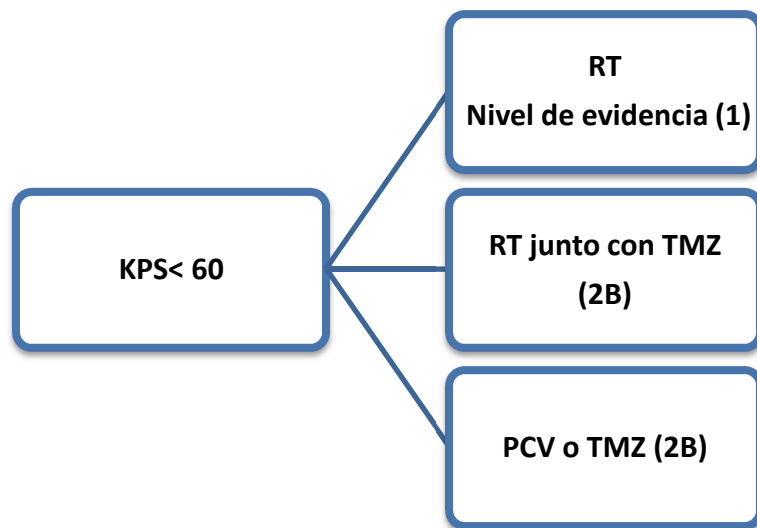 RT
Nivel de evidencia (1)
KPS< 60
RT junto con TMZ
(2B)
PCV o TMZ (2B)